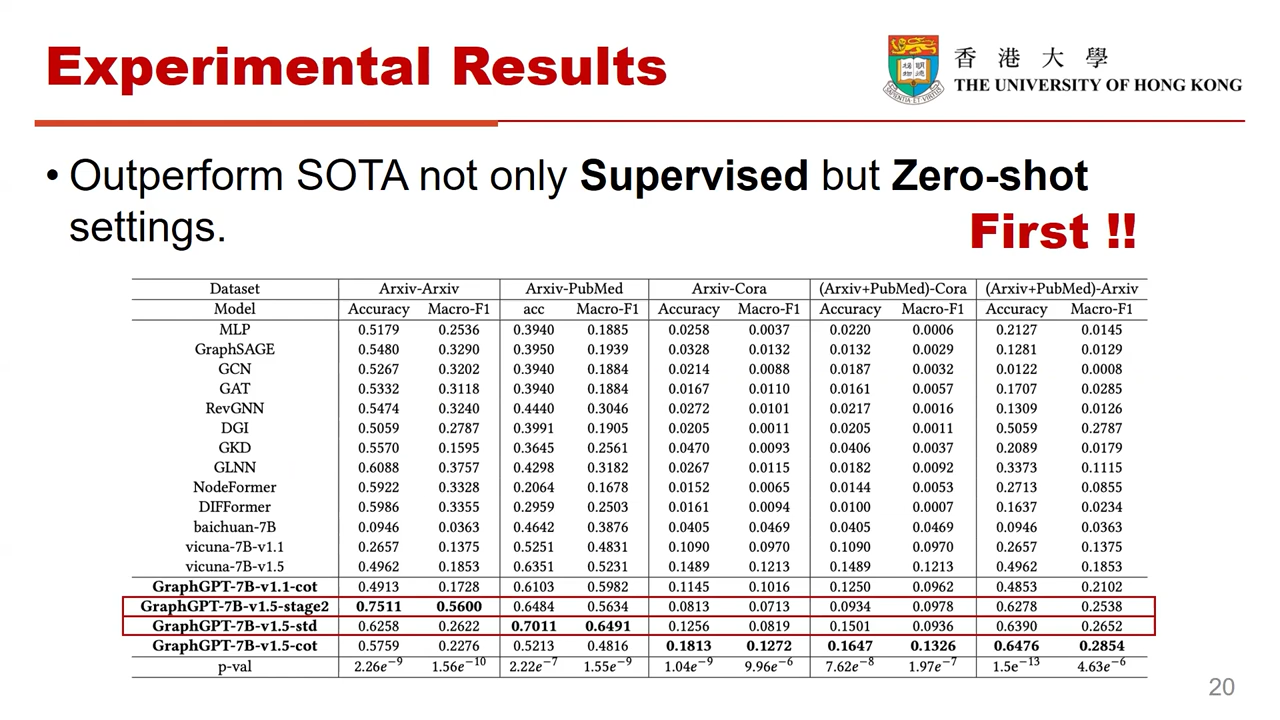 Experimental Results
香港大學
THE UNIVERSITY OF HONG KONG
• Outperform SOTA not only Supervised but Zero-shot
settings.
First !!
Dataset Arxiv-Arxiv Arxiv-PubMed Arxiv-Cora (Arxiv+PubMed)-Cora (Arxiv+PubMed)-Arxiv
Model Accuracy Macro-F1 acc Macro-F1 Accuracy Macro-F1 Accuracy Macro-F1 Accuracy Macro-F1
MLP 0.5179 0.2536 0.3940 0.1885 0.0258 0.0037 0.0220 0.0006 0.2127 0.0145
GraphSAGE 0.5480 0.3290 0.3950 0.1939 0.0328 0.0132 0.0132 0.0029 0.1281 0.0129
GCN 0.5267 0.3202 0.3940 0.1884 0.0214 0.0088 0.0187 0.0032 0.0122 0.0008
GAT 0.5332 0.3118 0.3940 0.1884 0.0167 0.0110 0.0161 0.0057 0.1707 0.0285
RevGNN 0.5474 0.3240 0.4440 0.3046 0.0272 0.0101 0.0217 0.0016 0.1309 0.0126
DGI 0.5059 0.2787 0.3991 0.1905 0.0205 0.0011 0.0205 0.0011 0.5059 0.2787
GKD 0.5570 0.1595 0.3645 0.2561 0.0470 0.0093 0.0406 0.0037 0.2089 0.0179
GLNN 0.6088 0.3757 0.4298 0.3182 0.0267 0.0115 0.0182 0.0092 0.3373 0.1115
NodeFormer 0.5922 0.3328 0.2064 0.1678 0.0152 0.0065 0.0144 0.0053 0.2713 0.0855
DIFFormer 0.5986 0.3355 0.2959 0.2503 0.0161 0.0094 0.0100 0.0007 0.1637 0.0234
baichuan-7B 0.0946 0.0363 0.4642 0.3876 0.0405 0.0469 0.0405 0.0469 0.0946 0.0363
vicuna-7B-v1.1 0.2657 0.1375 0.5251 0.4831 0.1090 0.0970 0.1090 0.0970 0.2657 0.1375
vicuna-7B-v1.5 0.4962 0.1853 0.6351 0.5231 0.1489 0.1213 0.1489 0.1213 0.4962 0.1853
GraphGPT-7B-v1.1-cot 0.4913 0.1728 0.6103 0.5982 0.1145 0.1016 0.1250 0.0962 0.4853 0.2102
GraphGPT-7B-v1.5-stage2 0.7511 0.5600 0.6484 0.5634 0.0813 0.0713 0.0934 0.0978 0.6278 0.2538
GraphGPT-7B-v1.5-std 0.6258 0.2622 0.7011 0.6491 0.1256 0.0819 0.1501 0.0936 0.6390 0.2652
GraphGPT-7B-v1.5-cot 0.5759 0.2276 0.5213 0.4816 0.1813 0.1272 0.1647 0.1326 0.6476 0.2854
p-val 2.26e⁻⁹ 1.56e⁻¹⁰ 2.22e⁻⁷ 1.55e⁻⁹ 1.04e⁻⁹ 9.96e⁻⁶ 7.62e⁻⁸ 1.97e⁻⁷ 1.5e⁻¹³ 4.63e⁻⁶
20